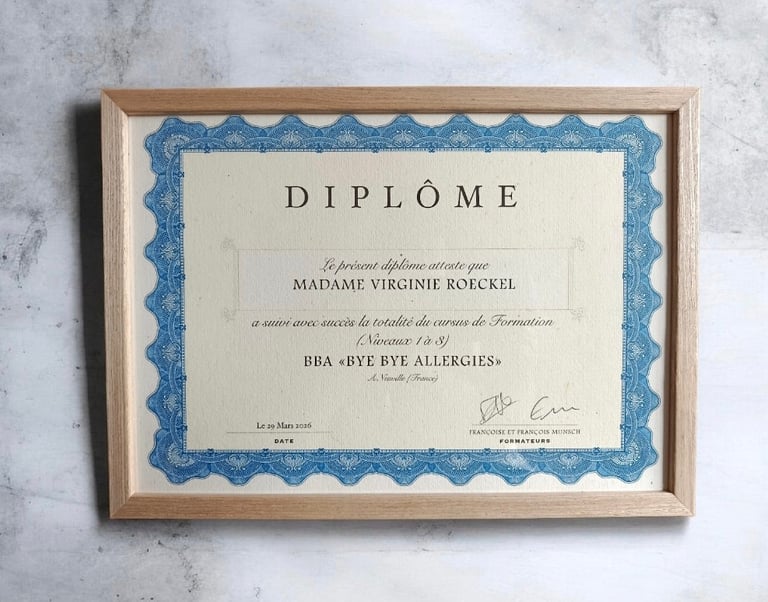 DIPLÔME
Le présent diplôme atteste que
MADAME VIRGINIE ROECKEL
a suivi avec succès la totalité du cursus de Formation
(Niveaux 1 à 8)
BBA «BYE BYE ALLERGIES»
A Neuville (France)
Le 29 Mars 2026
DATE
FRANÇOISE ET FRANÇOIS MUNSCH
FORMATEURS